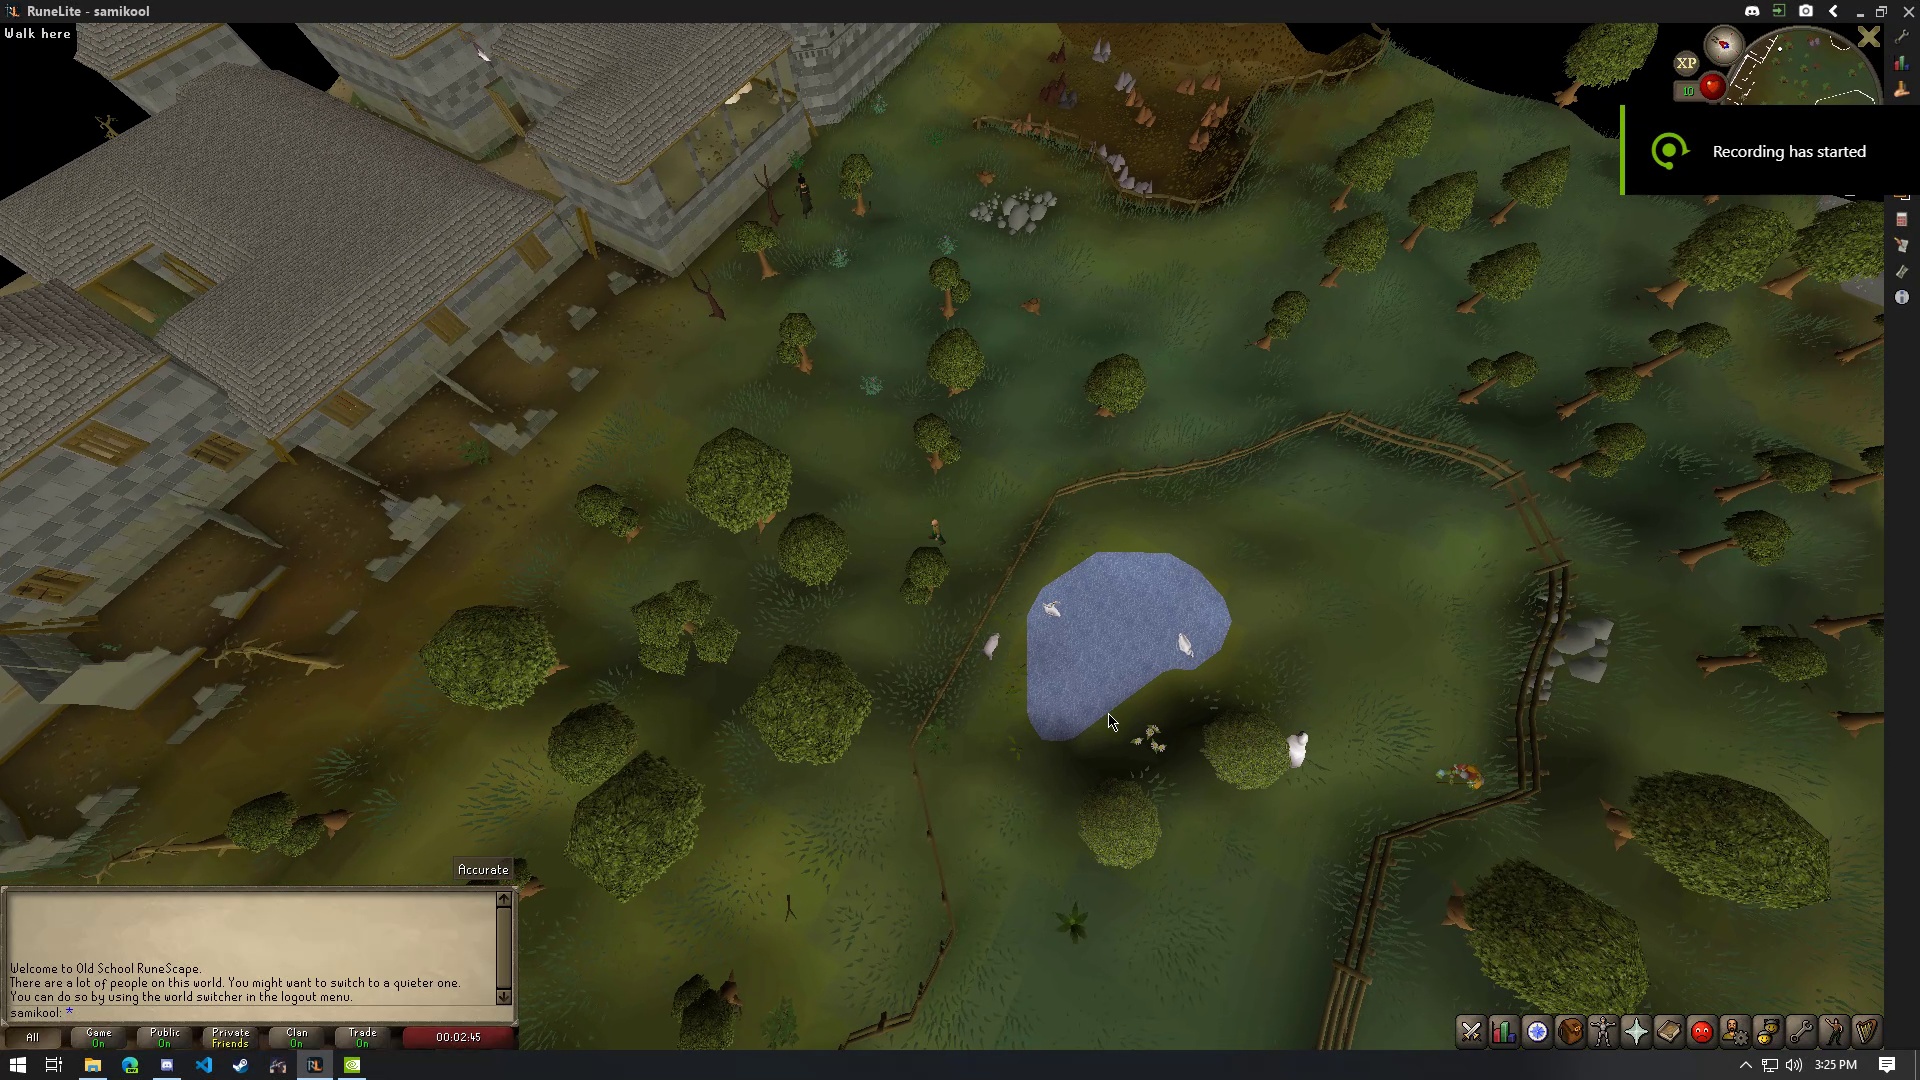 RuneLite - samikool
Walk here
XP
10
Recording has started
Accurate
Welcome to Old School RuneScape.
There are a lot of people on this world. You might want to switch to a quieter one.
You can do so by using the world switcher in the logout menu.
samikool: *
All
Game
On
Public
On
Private
Friends
Clan
On
Trade
On
00:02:45
3:25 PM